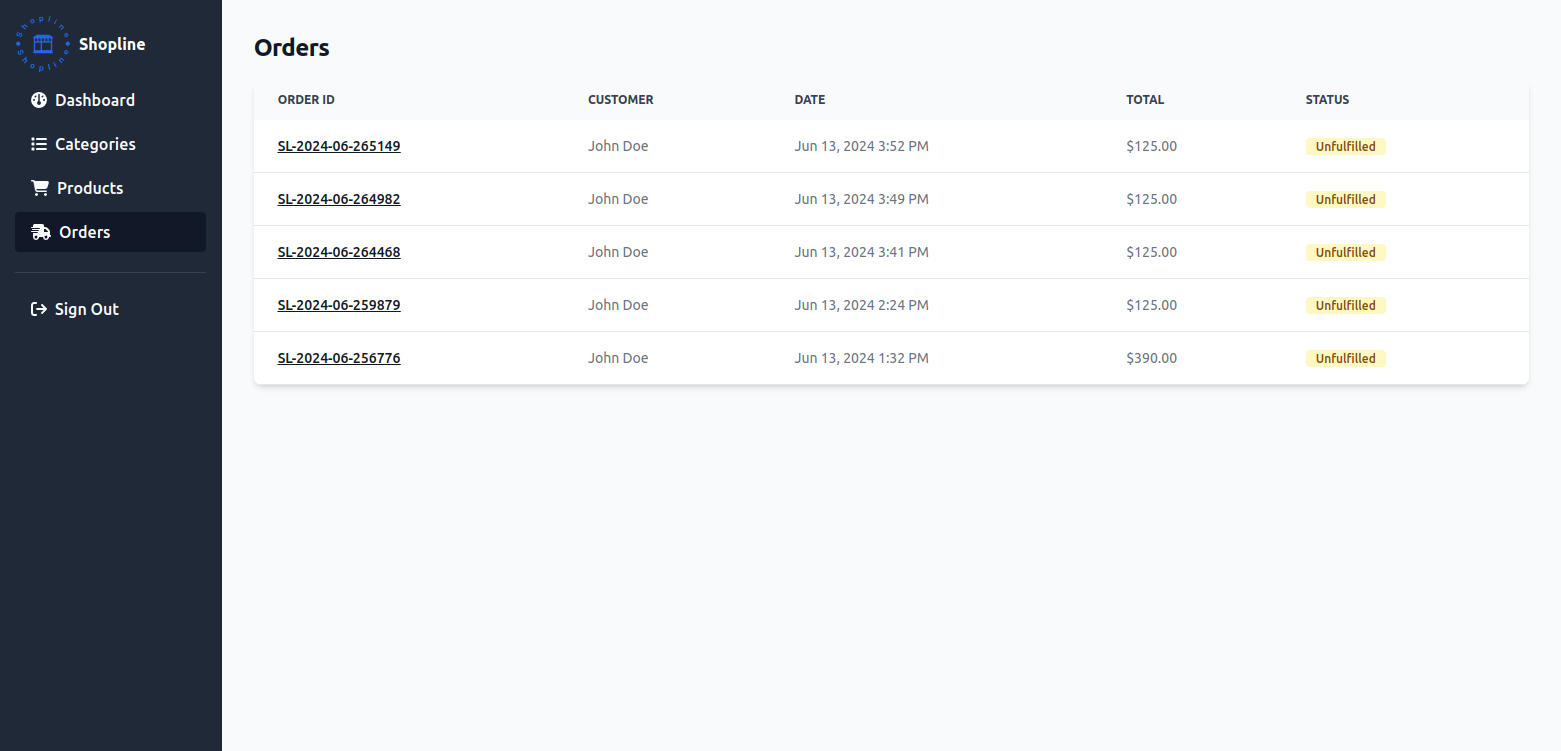 Shopline
Shopline
Shopline
Dashboard
Categories
Products
Orders
Sign Out
Orders
ORDER ID CUSTOMER DATE TOTAL STATUS
SL-2024-06-265149 John Doe Jun 13, 2024 3:52 PM $125.00 Unfulfilled
SL-2024-06-264982 John Doe Jun 13, 2024 3:49 PM $125.00 Unfulfilled
SL-2024-06-264468 John Doe Jun 13, 2024 3:41 PM $125.00 Unfulfilled
SL-2024-06-259879 John Doe Jun 13, 2024 2:24 PM $125.00 Unfulfilled
SL-2024-06-256776 John Doe Jun 13, 2024 1:32 PM $390.00 Unfulfilled